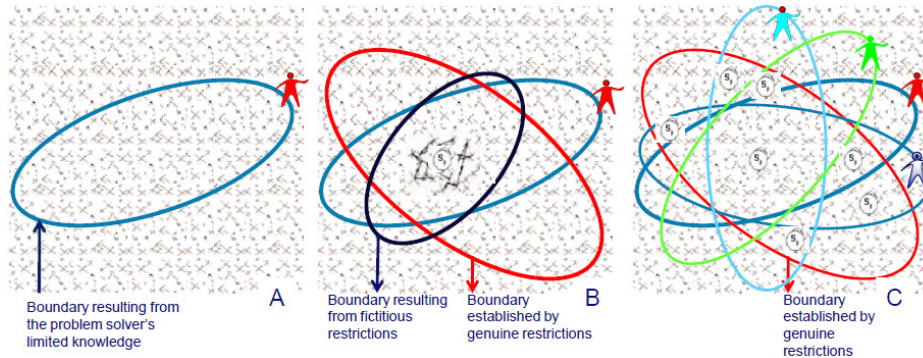 A
Boundary resulting from
the problem solver's
limited knowledge
B
Boundary resulting
from fictitious
restrictions
Boundary
established by
genuine restrictions
C
Boundary
established by
genuine
restrictions